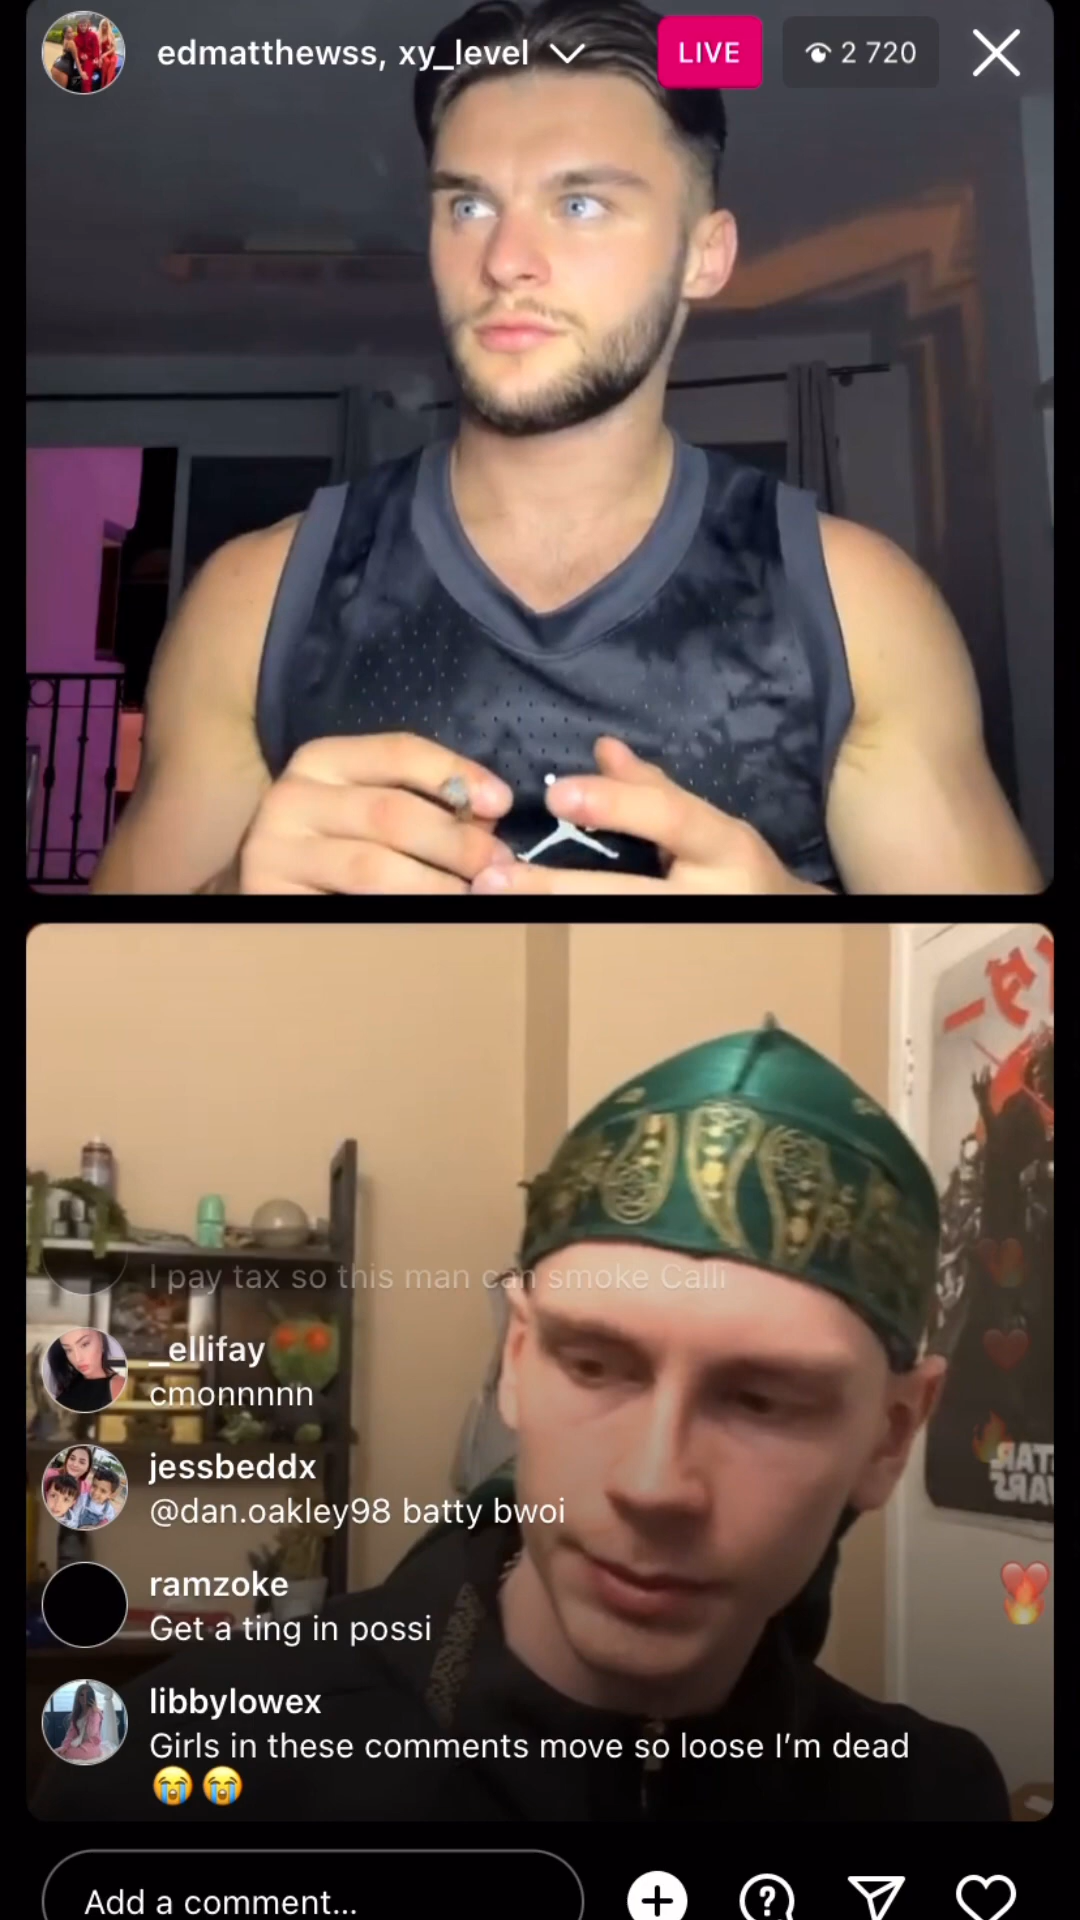 edmatthewss, xy_level
LIVE
2 720
I pay tax so this man can smoke Calli
_ellifay
cmonnnnn
jessbeddx
@dan.oakley98 batty bwoi
ramzoke
Get a ting in possi
libbylowex
Girls in these comments move so loose I’m dead
😭😭
Add a comment...